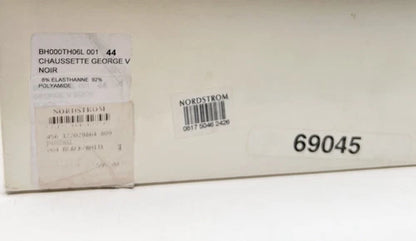 BH000TH06L 001 44
CHAUSSETTE GEORGE V
NOIR
8% ELASTHANNE 92%
POLYAMIDE
NORDSTROM
NORDSTROM
0617 5046 2426
69045